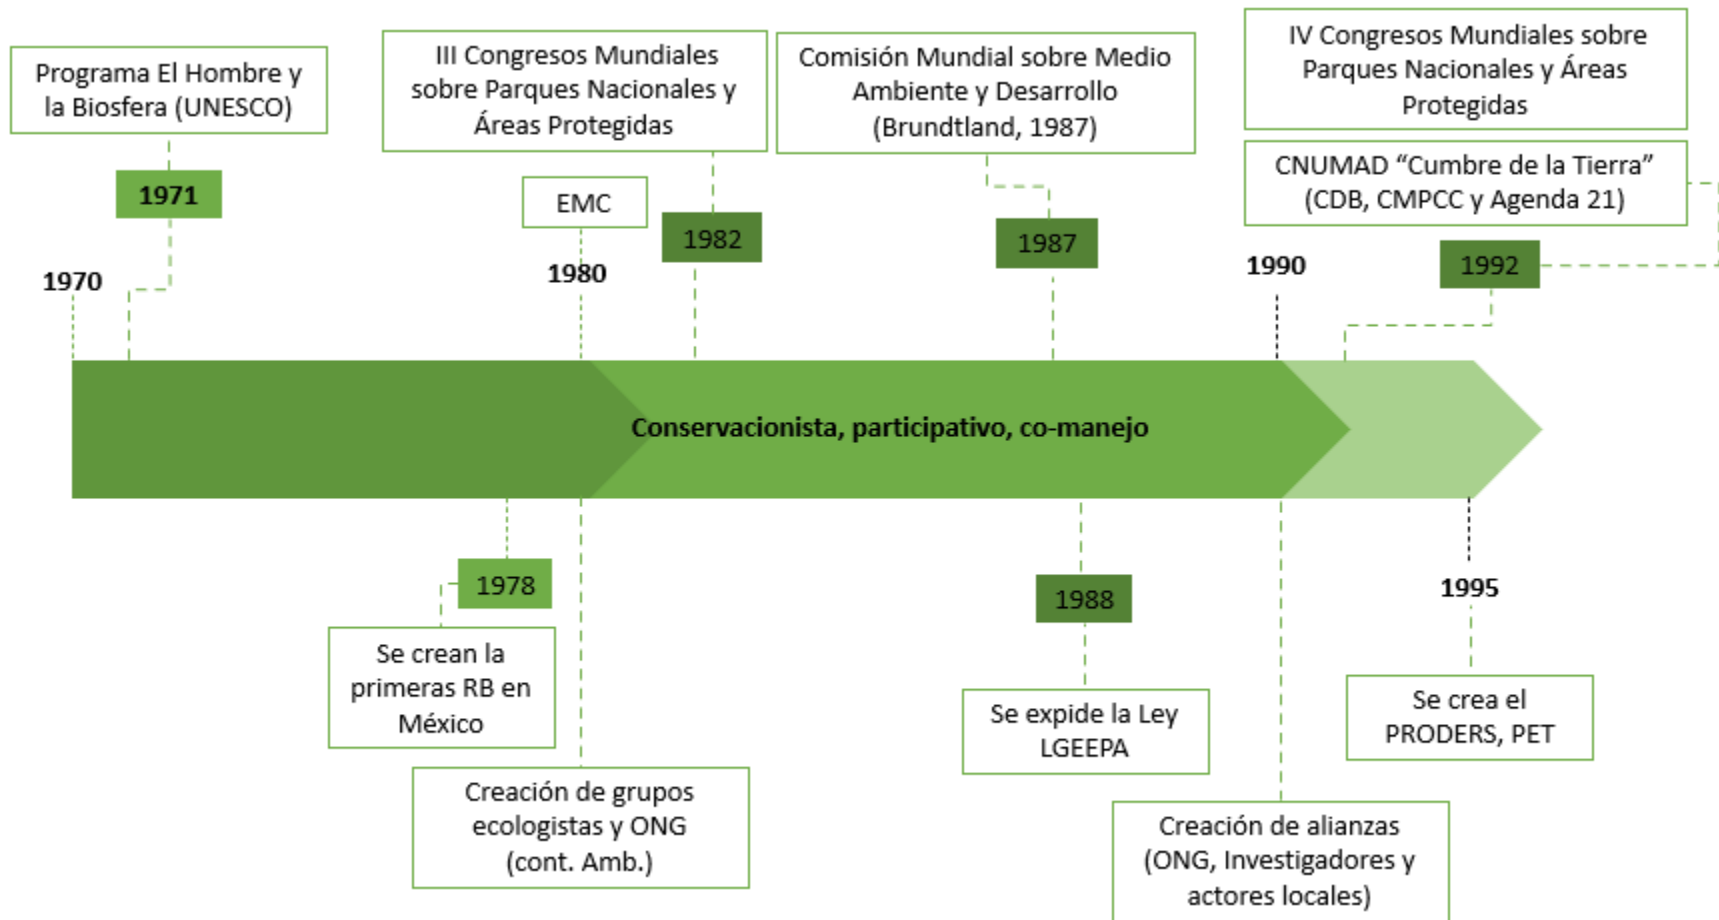 Programa El Hombre y
la Biosfera (UNESCO)
1971
1970
III Congresos Mundiales
sobre Parques Nacionales y
Áreas Protegidas
EMC
1980
1982
Comisión Mundial sobre Medio
Ambiente y Desarrollo
(Brundtland, 1987)
1987
IV Congresos Mundiales sobre
Parques Nacionales y Áreas
Protegidas
CNUMAD “Cumbre de la Tierra”
(CDB, CMPCC y Agenda 21)
1990
1992
Conservacionista, participativo, co-manejo
1978
Se crean la
primeras RB en
México
Creación de grupos
ecologistas y ONG
(cont. Amb.)
1988
Se expide la Ley
LGEEPA
Creación de alianzas
(ONG, Investigadores y
actores locales)
1995
Se crea el
PRODERS, PET